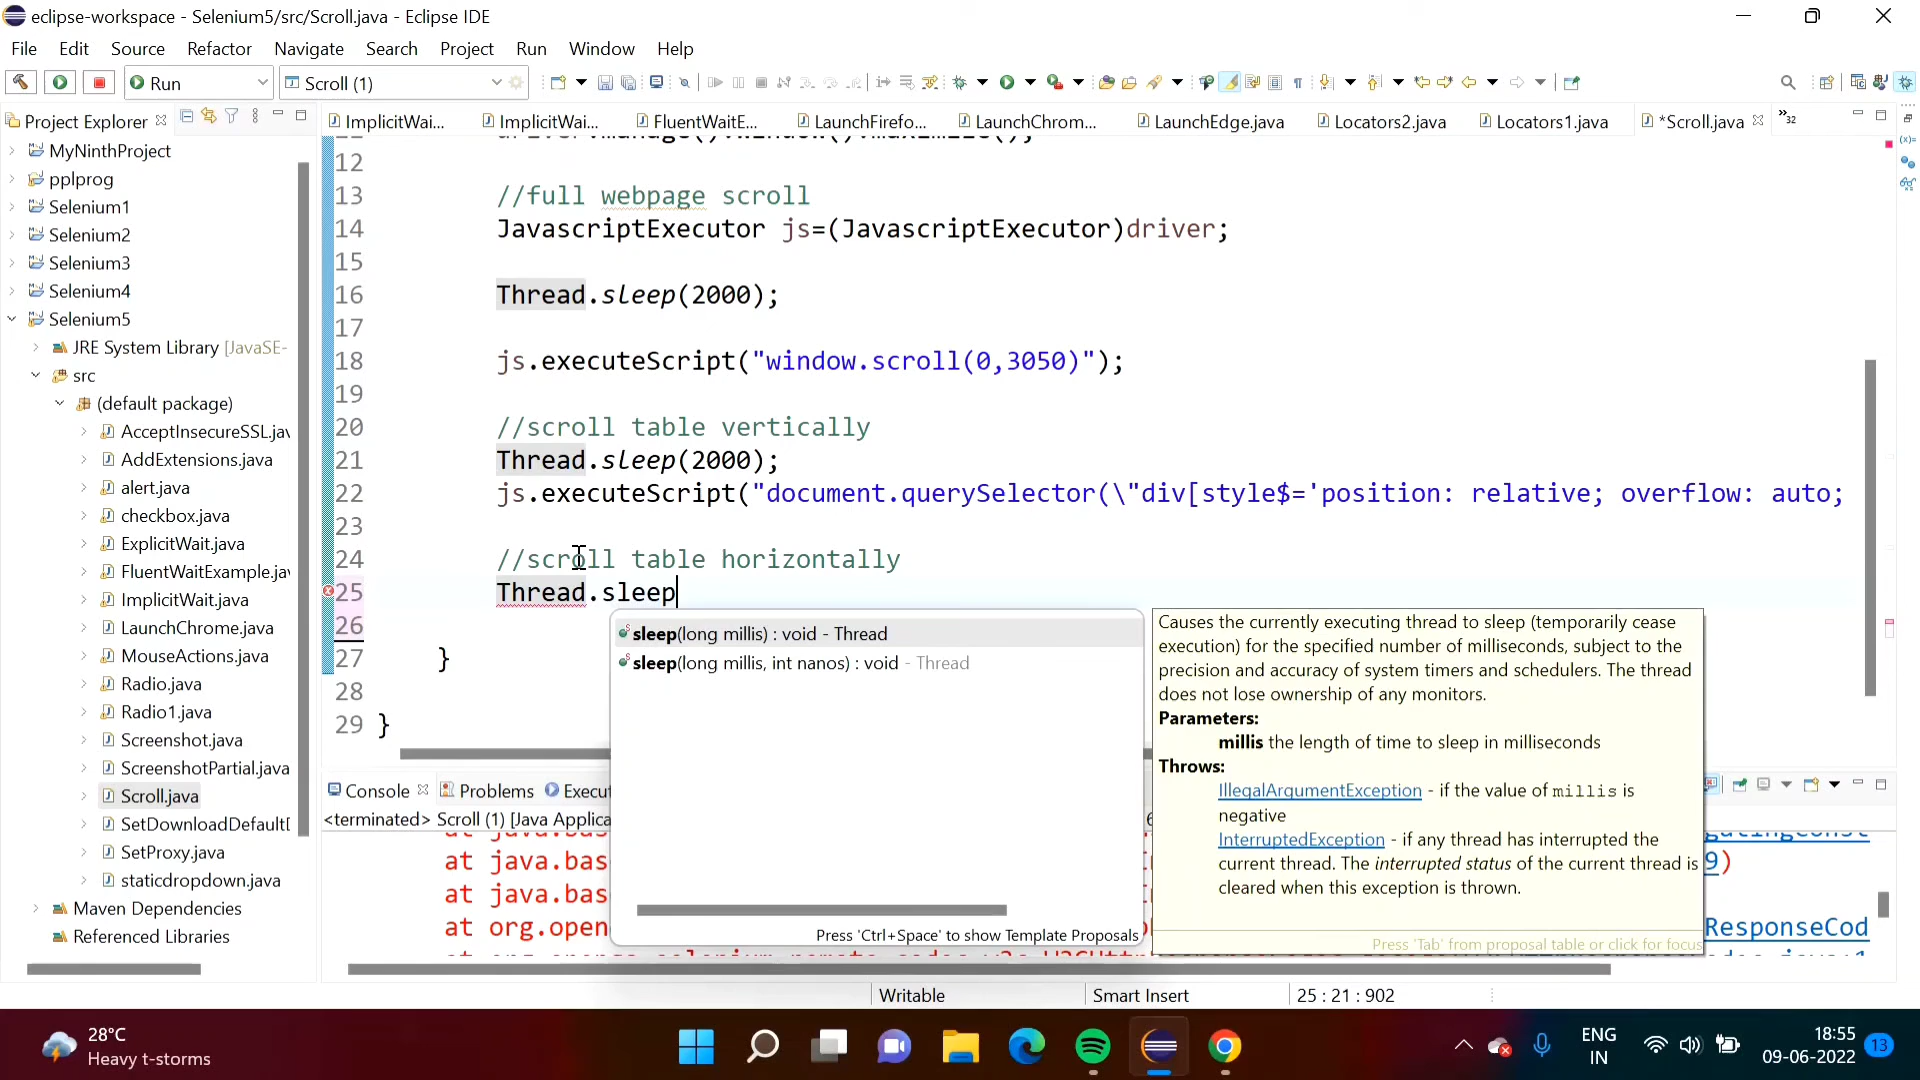 eclipse-workspace - Selenium5/src/Scroll.java - Eclipse IDE
File Edit Source Refactor Navigate Search Project Run Window Help
Run Scroll (1)
Project Explorer
ImplicitWai... ImplicitWai... FluentWaitE... LaunchFirefo... LaunchChrom... LaunchEdge.java Locators2.java Locators1.java *Scroll.java »32
MyNinthProject
pplprog
Selenium1
Selenium2
Selenium3
Selenium4
Selenium5
JRE System Library [JavaSE-
src
(default package)
AcceptInsecureSSL.jav
AddExtensions.java
alert.java
checkbox.java
ExplicitWait.java
FluentWaitExample.jav
ImplicitWait.java
LaunchChrome.java
MouseActions.java
Radio.java
Radio1.java
Screenshot.java
ScreenshotPartial.java
Scroll.java
SetDownloadDefaultD
SetProxy.java
staticdropdown.java
Maven Dependencies
Referenced Libraries
12
13 //full webpage scroll
14 JavascriptExecutor js=(JavascriptExecutor)driver;
15
16 Thread.sleep(2000);
17
18 js.executeScript("window.scroll(0,3050)");
19
20 //scroll table vertically
21 Thread.sleep(2000);
22 js.executeScript("document.querySelector(\"div[style$='position: relative; overflow: auto;
23
24 //scroll table horizontally
25 Thread.sleep
26
27 }
28
29 }
sleep(long millis) : void - Thread
sleep(long millis, int nanos) : void - Thread
Press 'Ctrl+Space' to show Template Proposals
Causes the currently executing thread to sleep (temporarily cease
execution) for the specified number of milliseconds, subject to the
precision and accuracy of system timers and schedulers. The thread
does not lose ownership of any monitors.
Parameters:
millis the length of time to sleep in milliseconds
Throws:
IllegalArgumentException - if the value of millis is
negative
InterruptedException - if any thread has interrupted the
current thread. The interrupted status of the current thread is
cleared when this exception is thrown.
Press 'Tab' from proposal table or click for focus
Console Problems Execut
<terminated> Scroll (1) [Java Applica
at java.bas
at java.bas 9)
at java.bas
at org.open ResponseCod
Writable Smart Insert 25 : 21 : 902
28°C
Heavy t-storms
ENG
IN
18:55
09-06-2022
13